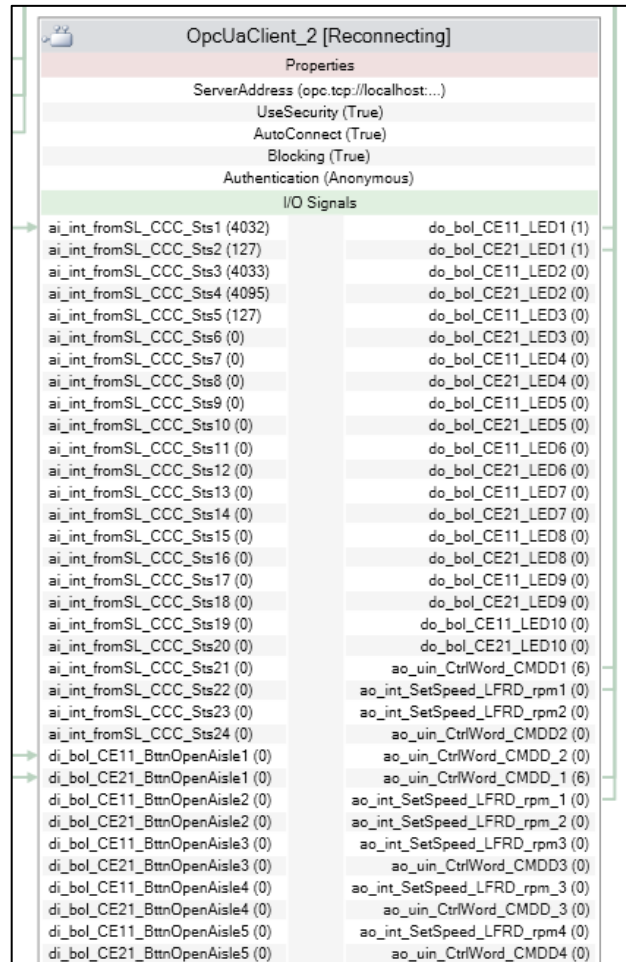 OpcUaClient_2 [Reconnecting]
Properties
ServerAddress (opc.tcp://localhost:...)
UseSecurity (True)
AutoConnect (True)
Blocking (True)
Authentication (Anonymous)
I/O Signals
ai_int_fromSL_CCC_Sts1 (4032) do_bol_CE11_LED1 (1)
ai_int_fromSL_CCC_Sts2 (127) do_bol_CE21_LED1 (1)
ai_int_fromSL_CCC_Sts3 (4033) do_bol_CE11_LED2 (0)
ai_int_fromSL_CCC_Sts4 (4095) do_bol_CE21_LED2 (0)
ai_int_fromSL_CCC_Sts5 (127) do_bol_CE11_LED3 (0)
ai_int_fromSL_CCC_Sts6 (0) do_bol_CE21_LED3 (0)
ai_int_fromSL_CCC_Sts7 (0) do_bol_CE11_LED4 (0)
ai_int_fromSL_CCC_Sts8 (0) do_bol_CE21_LED4 (0)
ai_int_fromSL_CCC_Sts9 (0) do_bol_CE11_LED5 (0)
ai_int_fromSL_CCC_Sts10 (0) do_bol_CE21_LED5 (0)
ai_int_fromSL_CCC_Sts11 (0) do_bol_CE11_LED6 (0)
ai_int_fromSL_CCC_Sts12 (0) do_bol_CE21_LED6 (0)
ai_int_fromSL_CCC_Sts13 (0) do_bol_CE11_LED7 (0)
ai_int_fromSL_CCC_Sts14 (0) do_bol_CE21_LED7 (0)
ai_int_fromSL_CCC_Sts15 (0) do_bol_CE11_LED8 (0)
ai_int_fromSL_CCC_Sts16 (0) do_bol_CE21_LED8 (0)
ai_int_fromSL_CCC_Sts17 (0) do_bol_CE11_LED9 (0)
ai_int_fromSL_CCC_Sts18 (0) do_bol_CE21_LED9 (0)
ai_int_fromSL_CCC_Sts19 (0) do_bol_CE11_LED10 (0)
ai_int_fromSL_CCC_Sts20 (0) do_bol_CE21_LED10 (0)
ai_int_fromSL_CCC_Sts21 (0) ao_uin_CtrlWord_CMDD1 (6)
ai_int_fromSL_CCC_Sts22 (0) ao_int_SetSpeed_LFRD_rpm1 (0)
ai_int_fromSL_CCC_Sts23 (0) ao_int_SetSpeed_LFRD_rpm2 (0)
ai_int_fromSL_CCC_Sts24 (0) ao_uin_CtrlWord_CMDD2 (0)
di_bol_CE11_BttnOpenAisle1 (0) ao_uin_CtrlWord_CMDD_2 (0)
di_bol_CE21_BttnOpenAisle1 (0) ao_uin_CtrlWord_CMDD_1 (6)
di_bol_CE11_BttnOpenAisle2 (0) ao_int_SetSpeed_LFRD_rpm_1 (0)
di_bol_CE21_BttnOpenAisle2 (0) ao_int_SetSpeed_LFRD_rpm_2 (0)
di_bol_CE11_BttnOpenAisle3 (0) ao_int_SetSpeed_LFRD_rpm3 (0)
di_bol_CE21_BttnOpenAisle3 (0) ao_uin_CtrlWord_CMDD3 (0)
di_bol_CE11_BttnOpenAisle4 (0) ao_int_SetSpeed_LFRD_rpm_3 (0)
di_bol_CE21_BttnOpenAisle4 (0) ao_uin_CtrlWord_CMDD_3 (0)
di_bol_CE11_BttnOpenAisle5 (0) ao_int_SetSpeed_LFRD_rpm4 (0)
di_bol_CE21_BttnOpenAisle5 (0) ao_uin_CtrlWord_CMDD4 (0)